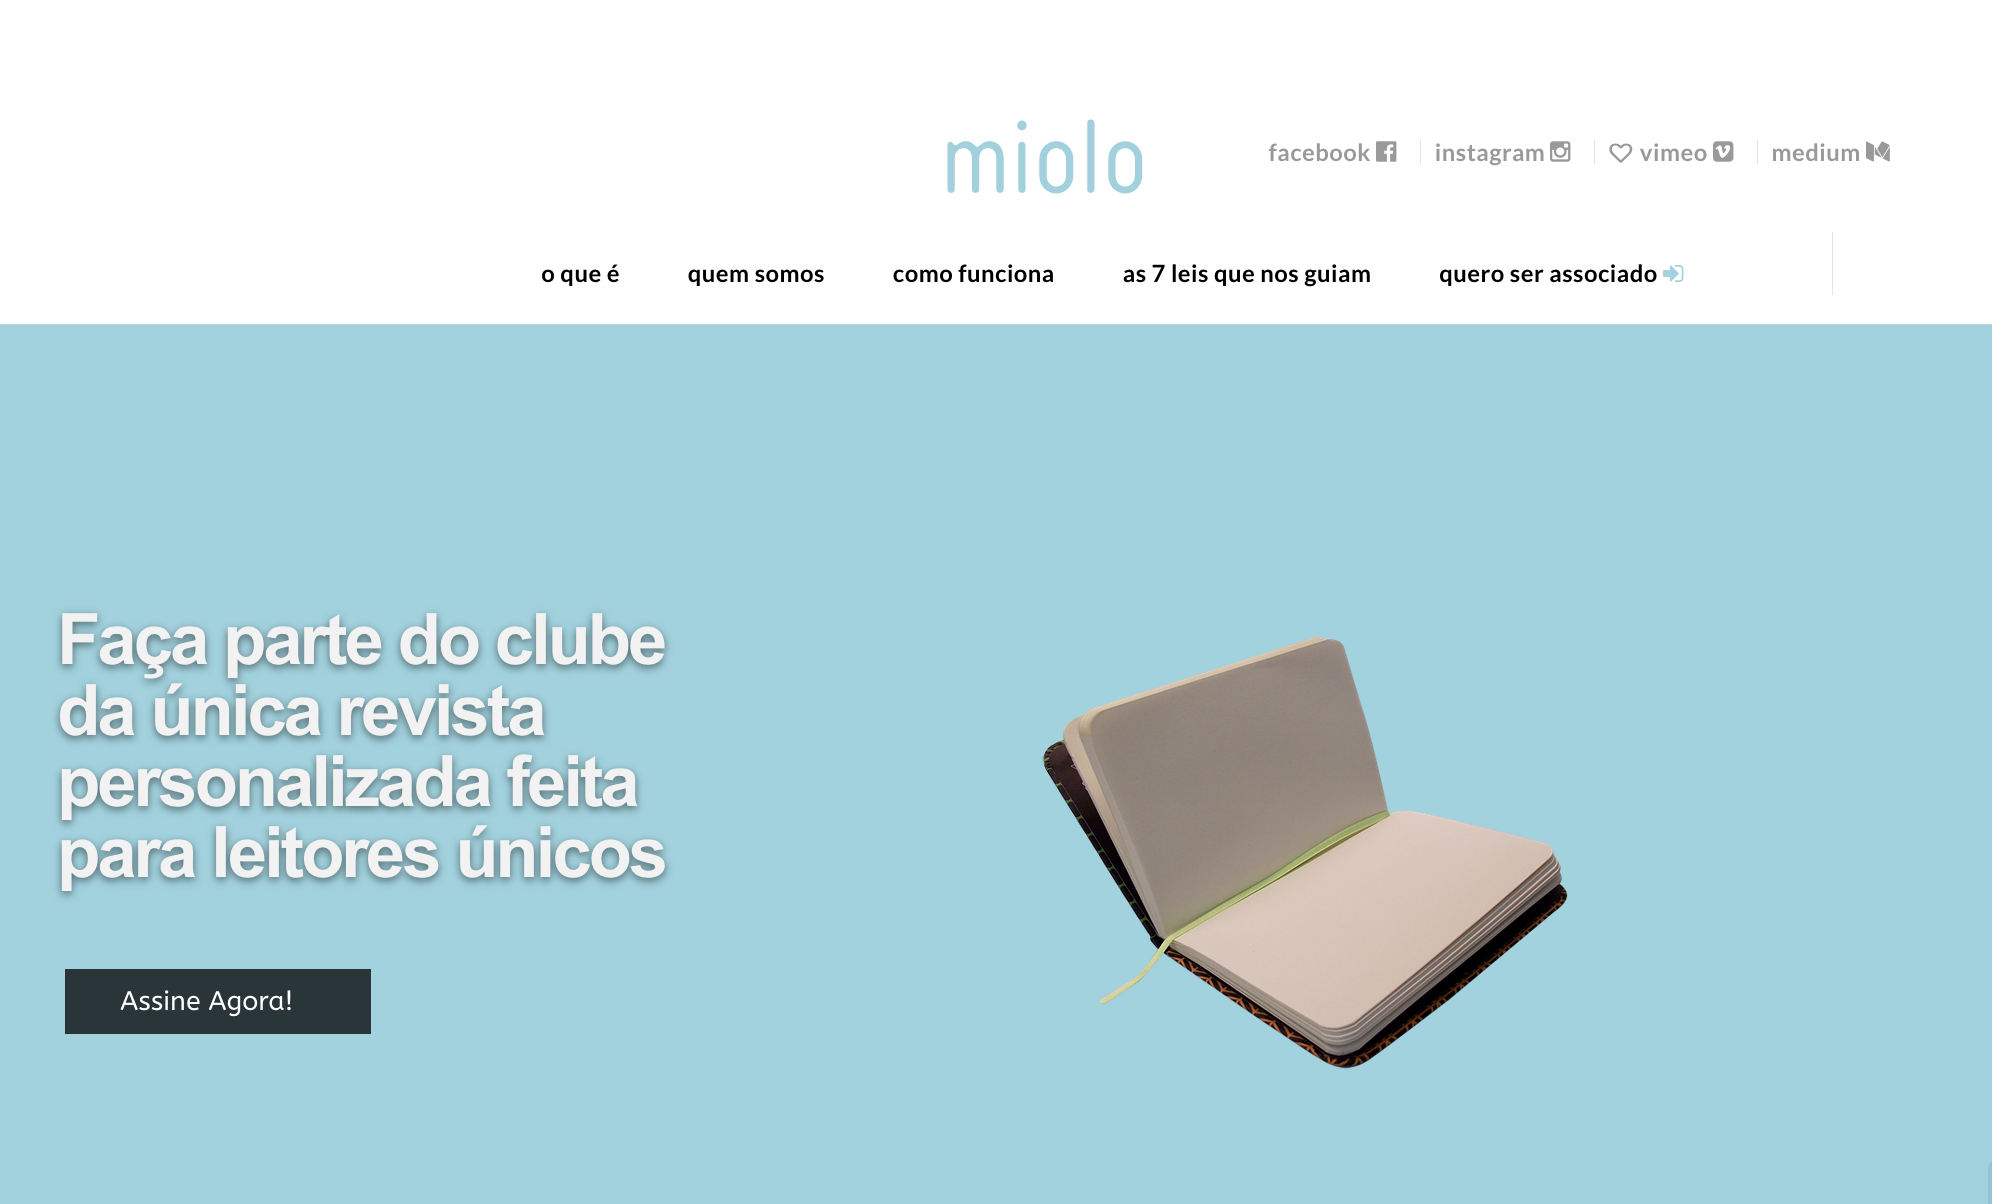 miolo
facebook
instagram
vimeo
medium
o que é
quem somos
como funciona
as 7 leis que nos guiam
quero ser associado
Faça parte do clube
da única revista
personalizada feita
para leitores únicos
Assine Agora!